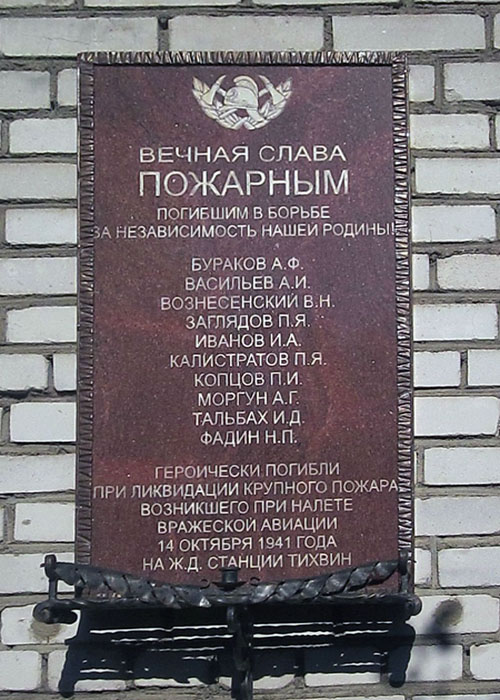 ВЕЧНАЯ СЛАВА
ПОЖАРНЫМ
ПОГИБШИМ В БОРЬБЕ
ЗА НЕЗАВИСИМОСТЬ НАШЕЙ РОДИНЫ!
БУРАКОВ А.Ф.
ВАСИЛЬЕВ А.И.
ВОЗНЕСЕНСКИЙ В.Н.
ЗАГЛЯДОВ П.Я.
ИВАНОВ И.А.
КАЛИСТРАТОВ П.Я.
КОПЦОВ П.И.
МОРГУН А.Г.
ТАЛЬБАХ И.Д.
ФАДИН Н.П.
ГЕРОИЧЕСКИ ПОГИБЛИ
ПРИ ЛИКВИДАЦИИ КРУПНОГО ПОЖАРА
ВОЗНИКШЕГО ПРИ НАЛЕТЕ
ВРАЖЕСКОЙ АВИАЦИИ
14 ОКТЯБРЯ 1941 ГОДА
НА Ж.Д. СТАНЦИИ ТИХВИН